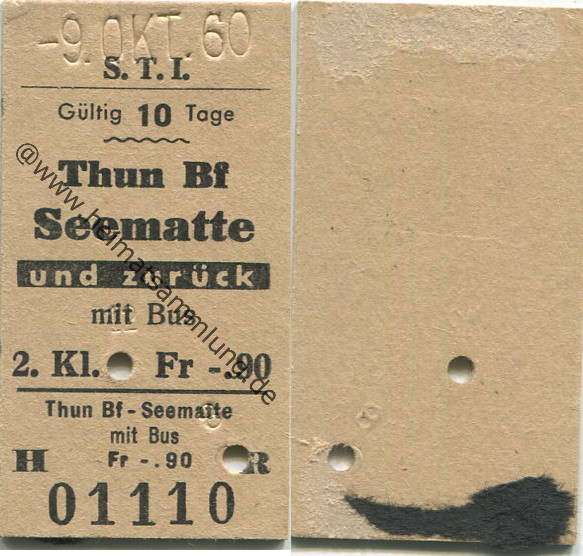 -9.OKT.60
S. T. I.
Gültig 10 Tage
Thun Bf
Seematte
und zurück
mit Bus
2. Kl. Fr -.90
Thun Bf - Seematte
mit Bus
H Fr -.90 R
01110
@www.heimatsammlung.de